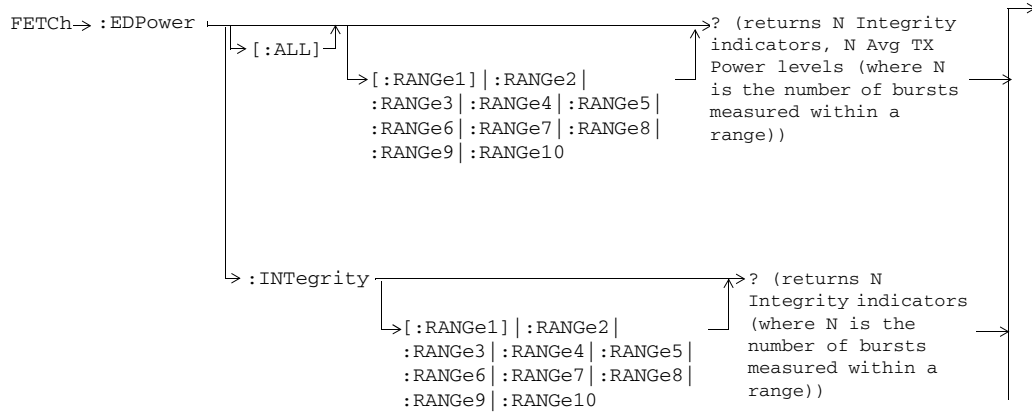 FETCh :EDPower
[:ALL]
[:RANGe1]|:RANGe2|
:RANGe3|:RANGe4|:RANGe5|
:RANGe6|:RANGe7|:RANGe8|
:RANGe9|:RANGe10
? (returns N Integrity
indicators, N Avg TX
Power levels (where N
is the number of bursts
measured within a
range))
:INTegrity
[:RANGe1]|:RANGe2|
:RANGe3|:RANGe4|:RANGe5|
:RANGe6|:RANGe7|:RANGe8|
:RANGe9|:RANGe10
? (returns N
Integrity indicators
(where N is the
number of bursts
measured within a
range))